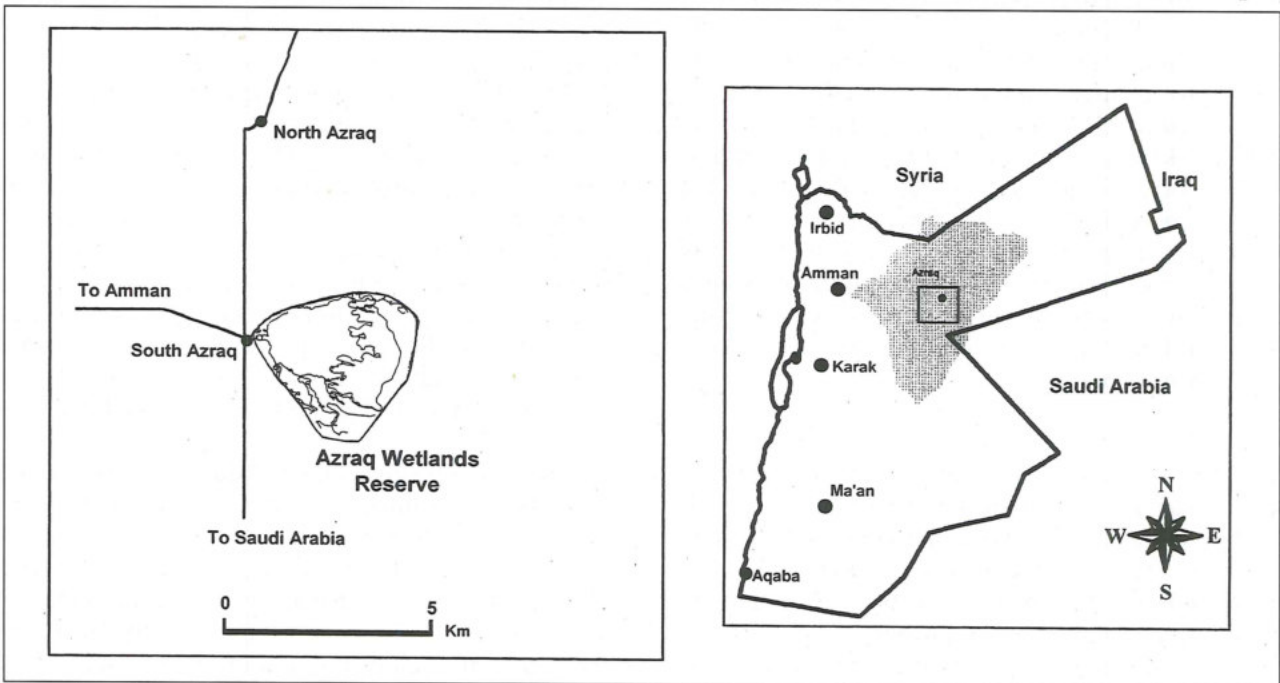 North Azraq
To Amman
South Azraq
Azraq Wetlands
Reserve
To Saudi Arabia
0 5
Km
Syria
Iraq
Irbid
Azraq
Amman
Karak
Saudi Arabia
Ma'an
N
W E
S
Aqaba